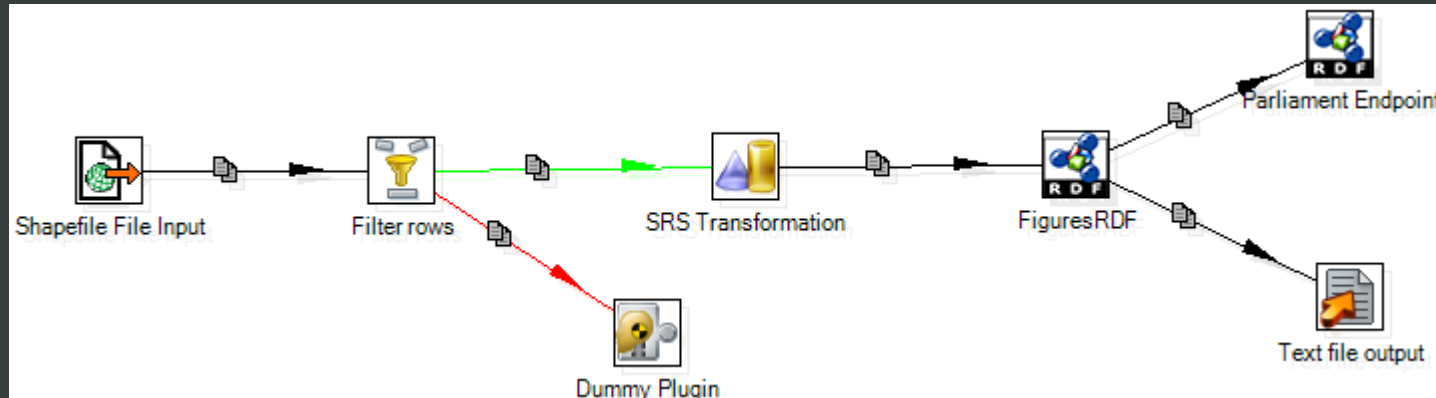 RDF
Parliament Endpoint
Shapefile File Input
Filter rows
SRS Transformation
RDF
FiguresRDF
Dummy Plugin
Text file output